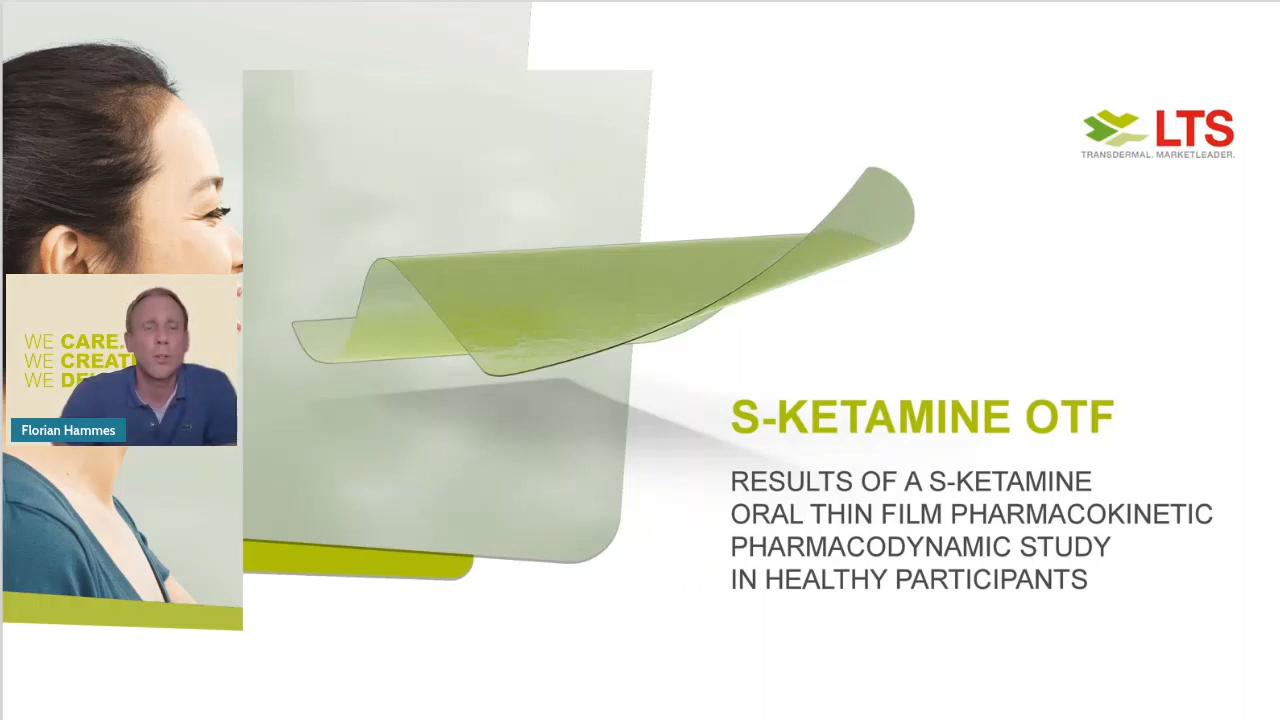 LTS
TRANSDERMAL. MARKETLEADER.
WE CARE.
WE CREAT
WE
Florian Hammes
S-KETAMINE OTF
RESULTS OF A S-KETAMINE
ORAL THIN FILM PHARMACOKINETIC
PHARMACODYNAMIC STUDY
IN HEALTHY PARTICIPANTS